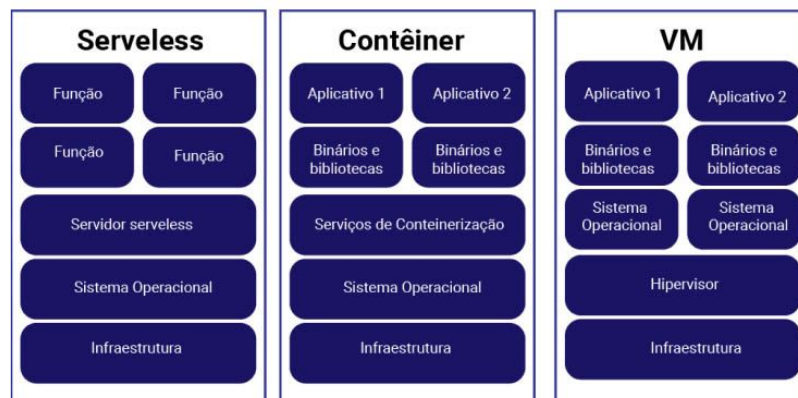 Serveless
Função
Função
Função
Função
Servidor serveless
Sistema Operacional
Infraestrutura
Contêiner
Aplicativo 1
Aplicativo 2
Binários e
bibliotecas
Binários e
bibliotecas
Serviços de Conteinerização
Sistema Operacional
Infraestrutura
VM
Aplicativo 1
Aplicativo 2
Binários e
bibliotecas
Binários e
bibliotecas
Sistema
Operacional
Sistema
Operacional
Hipervisor
Infraestrutura